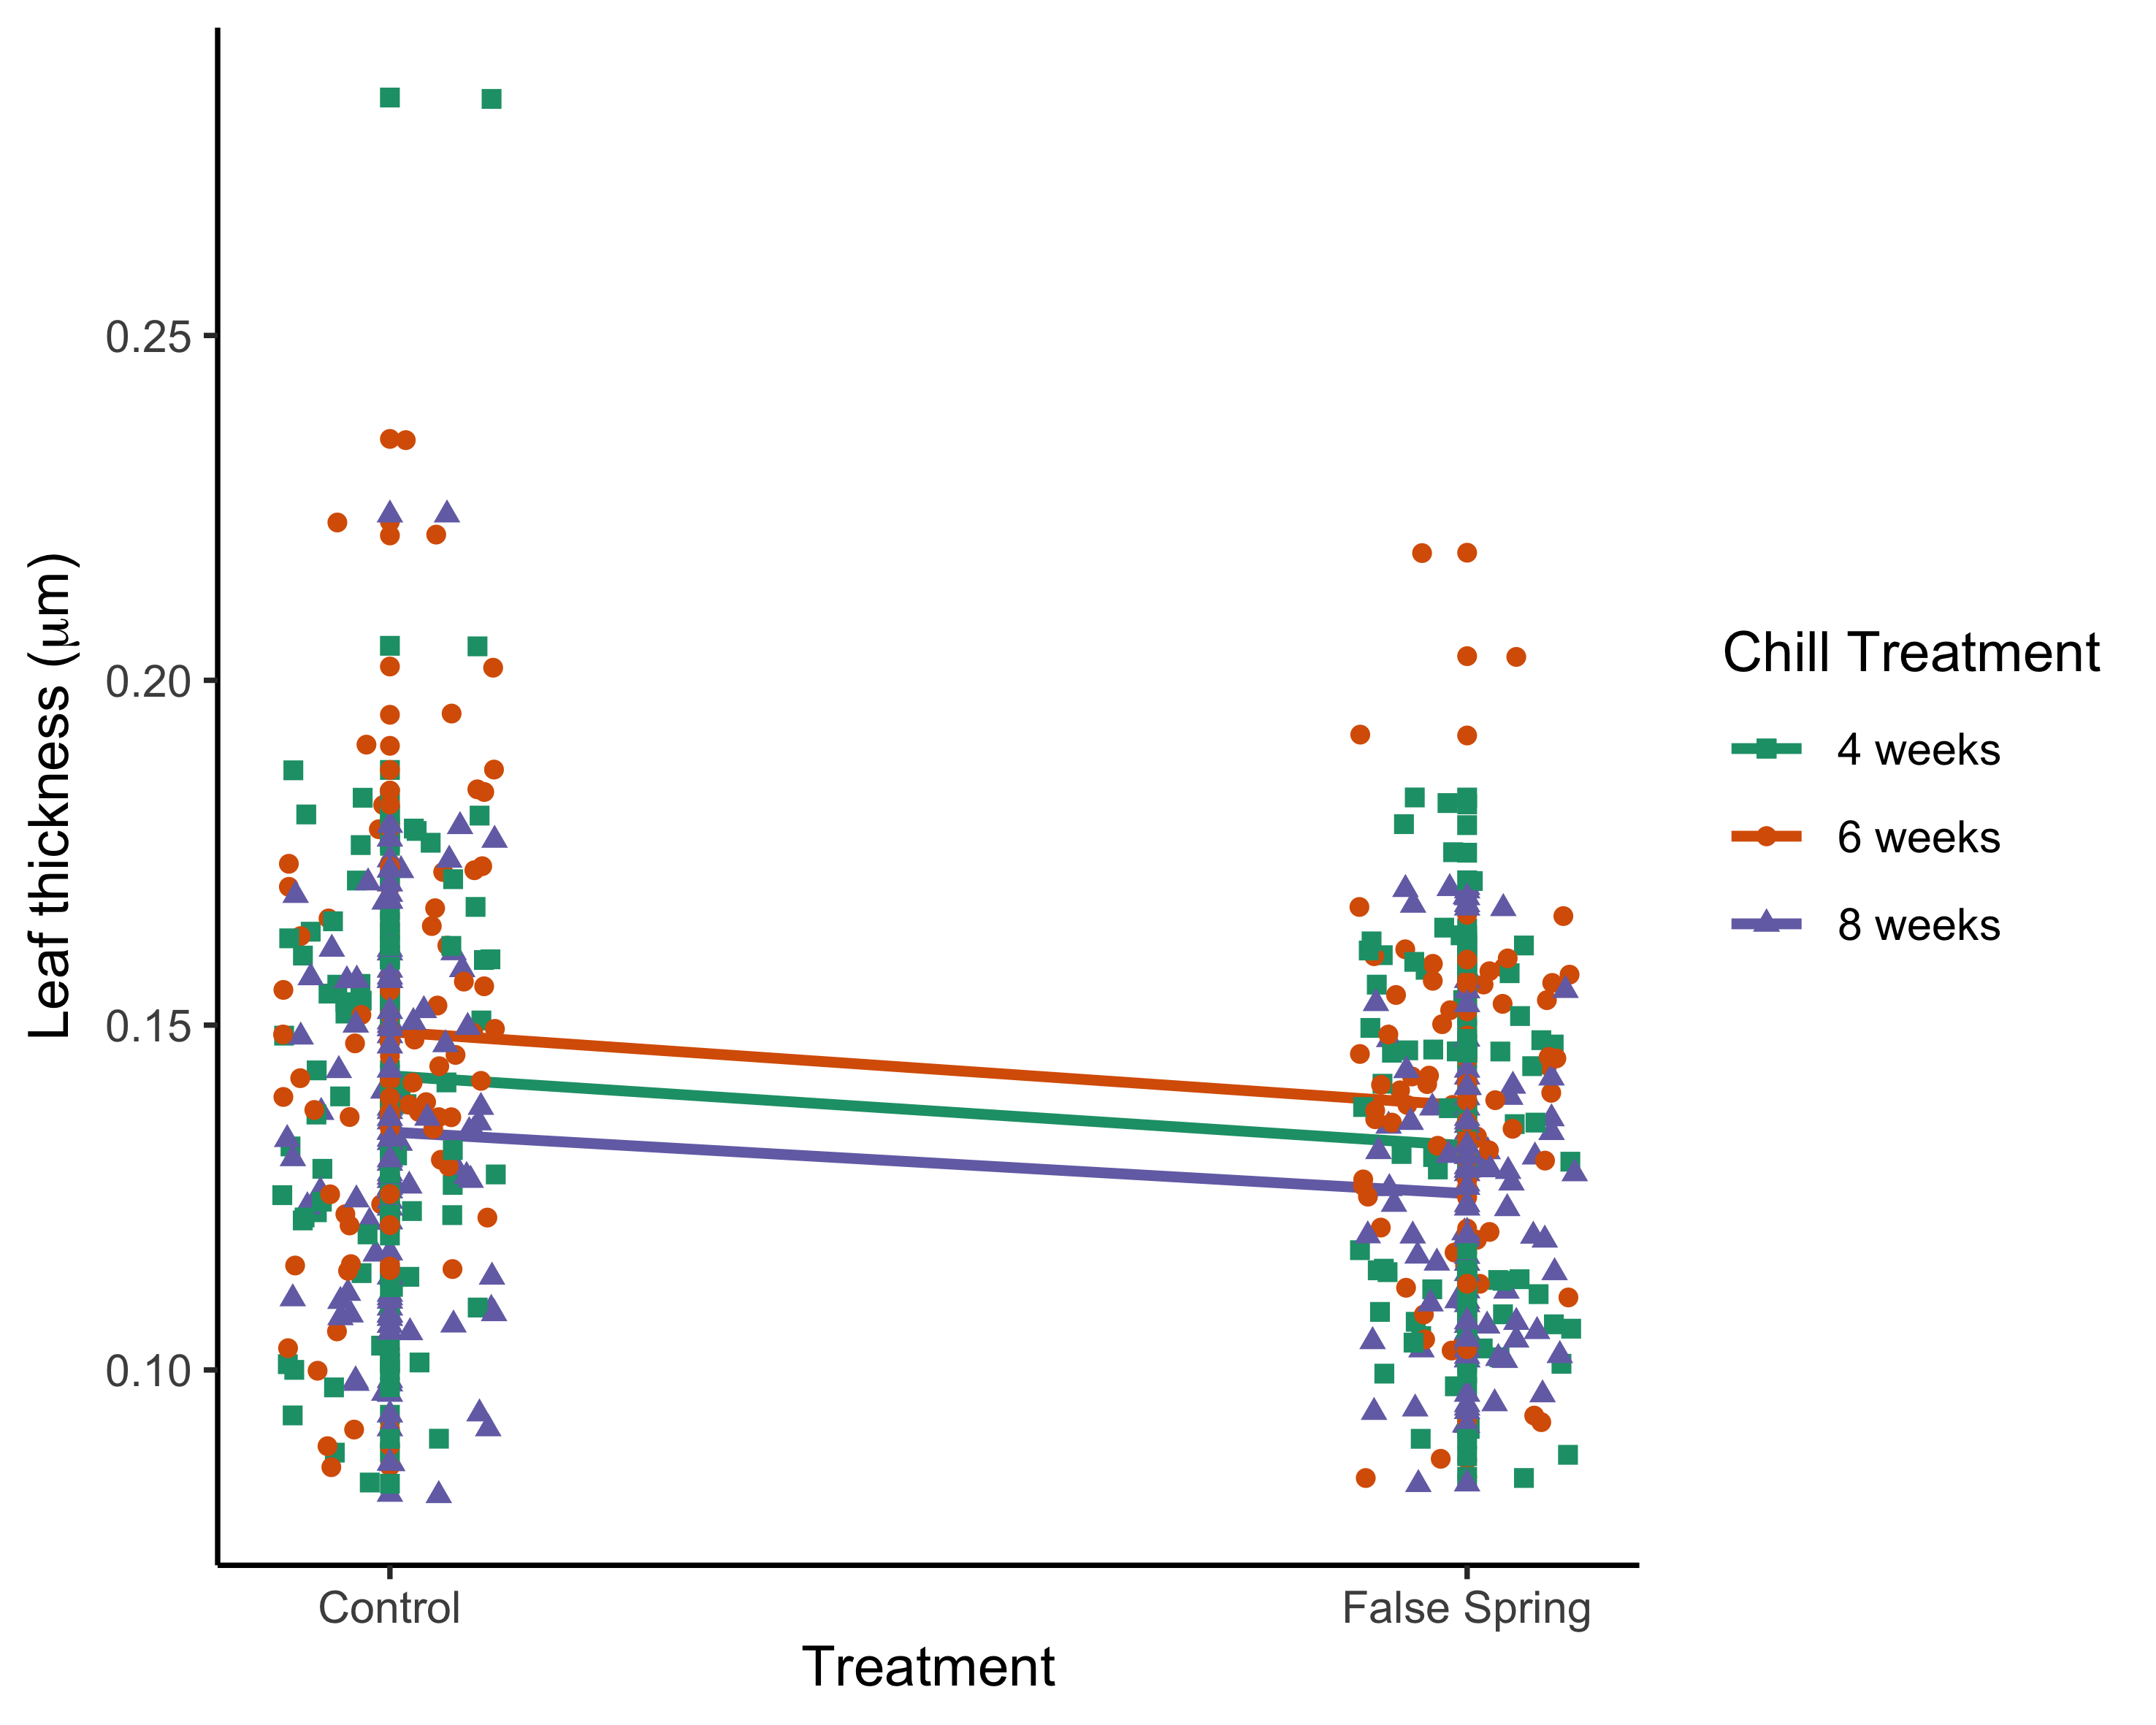 Leaf thickness (μm)
0.25
0.20
0.15
0.10
Control
False Spring
Treatment
Chill Treatment
4 weeks
6 weeks
8 weeks